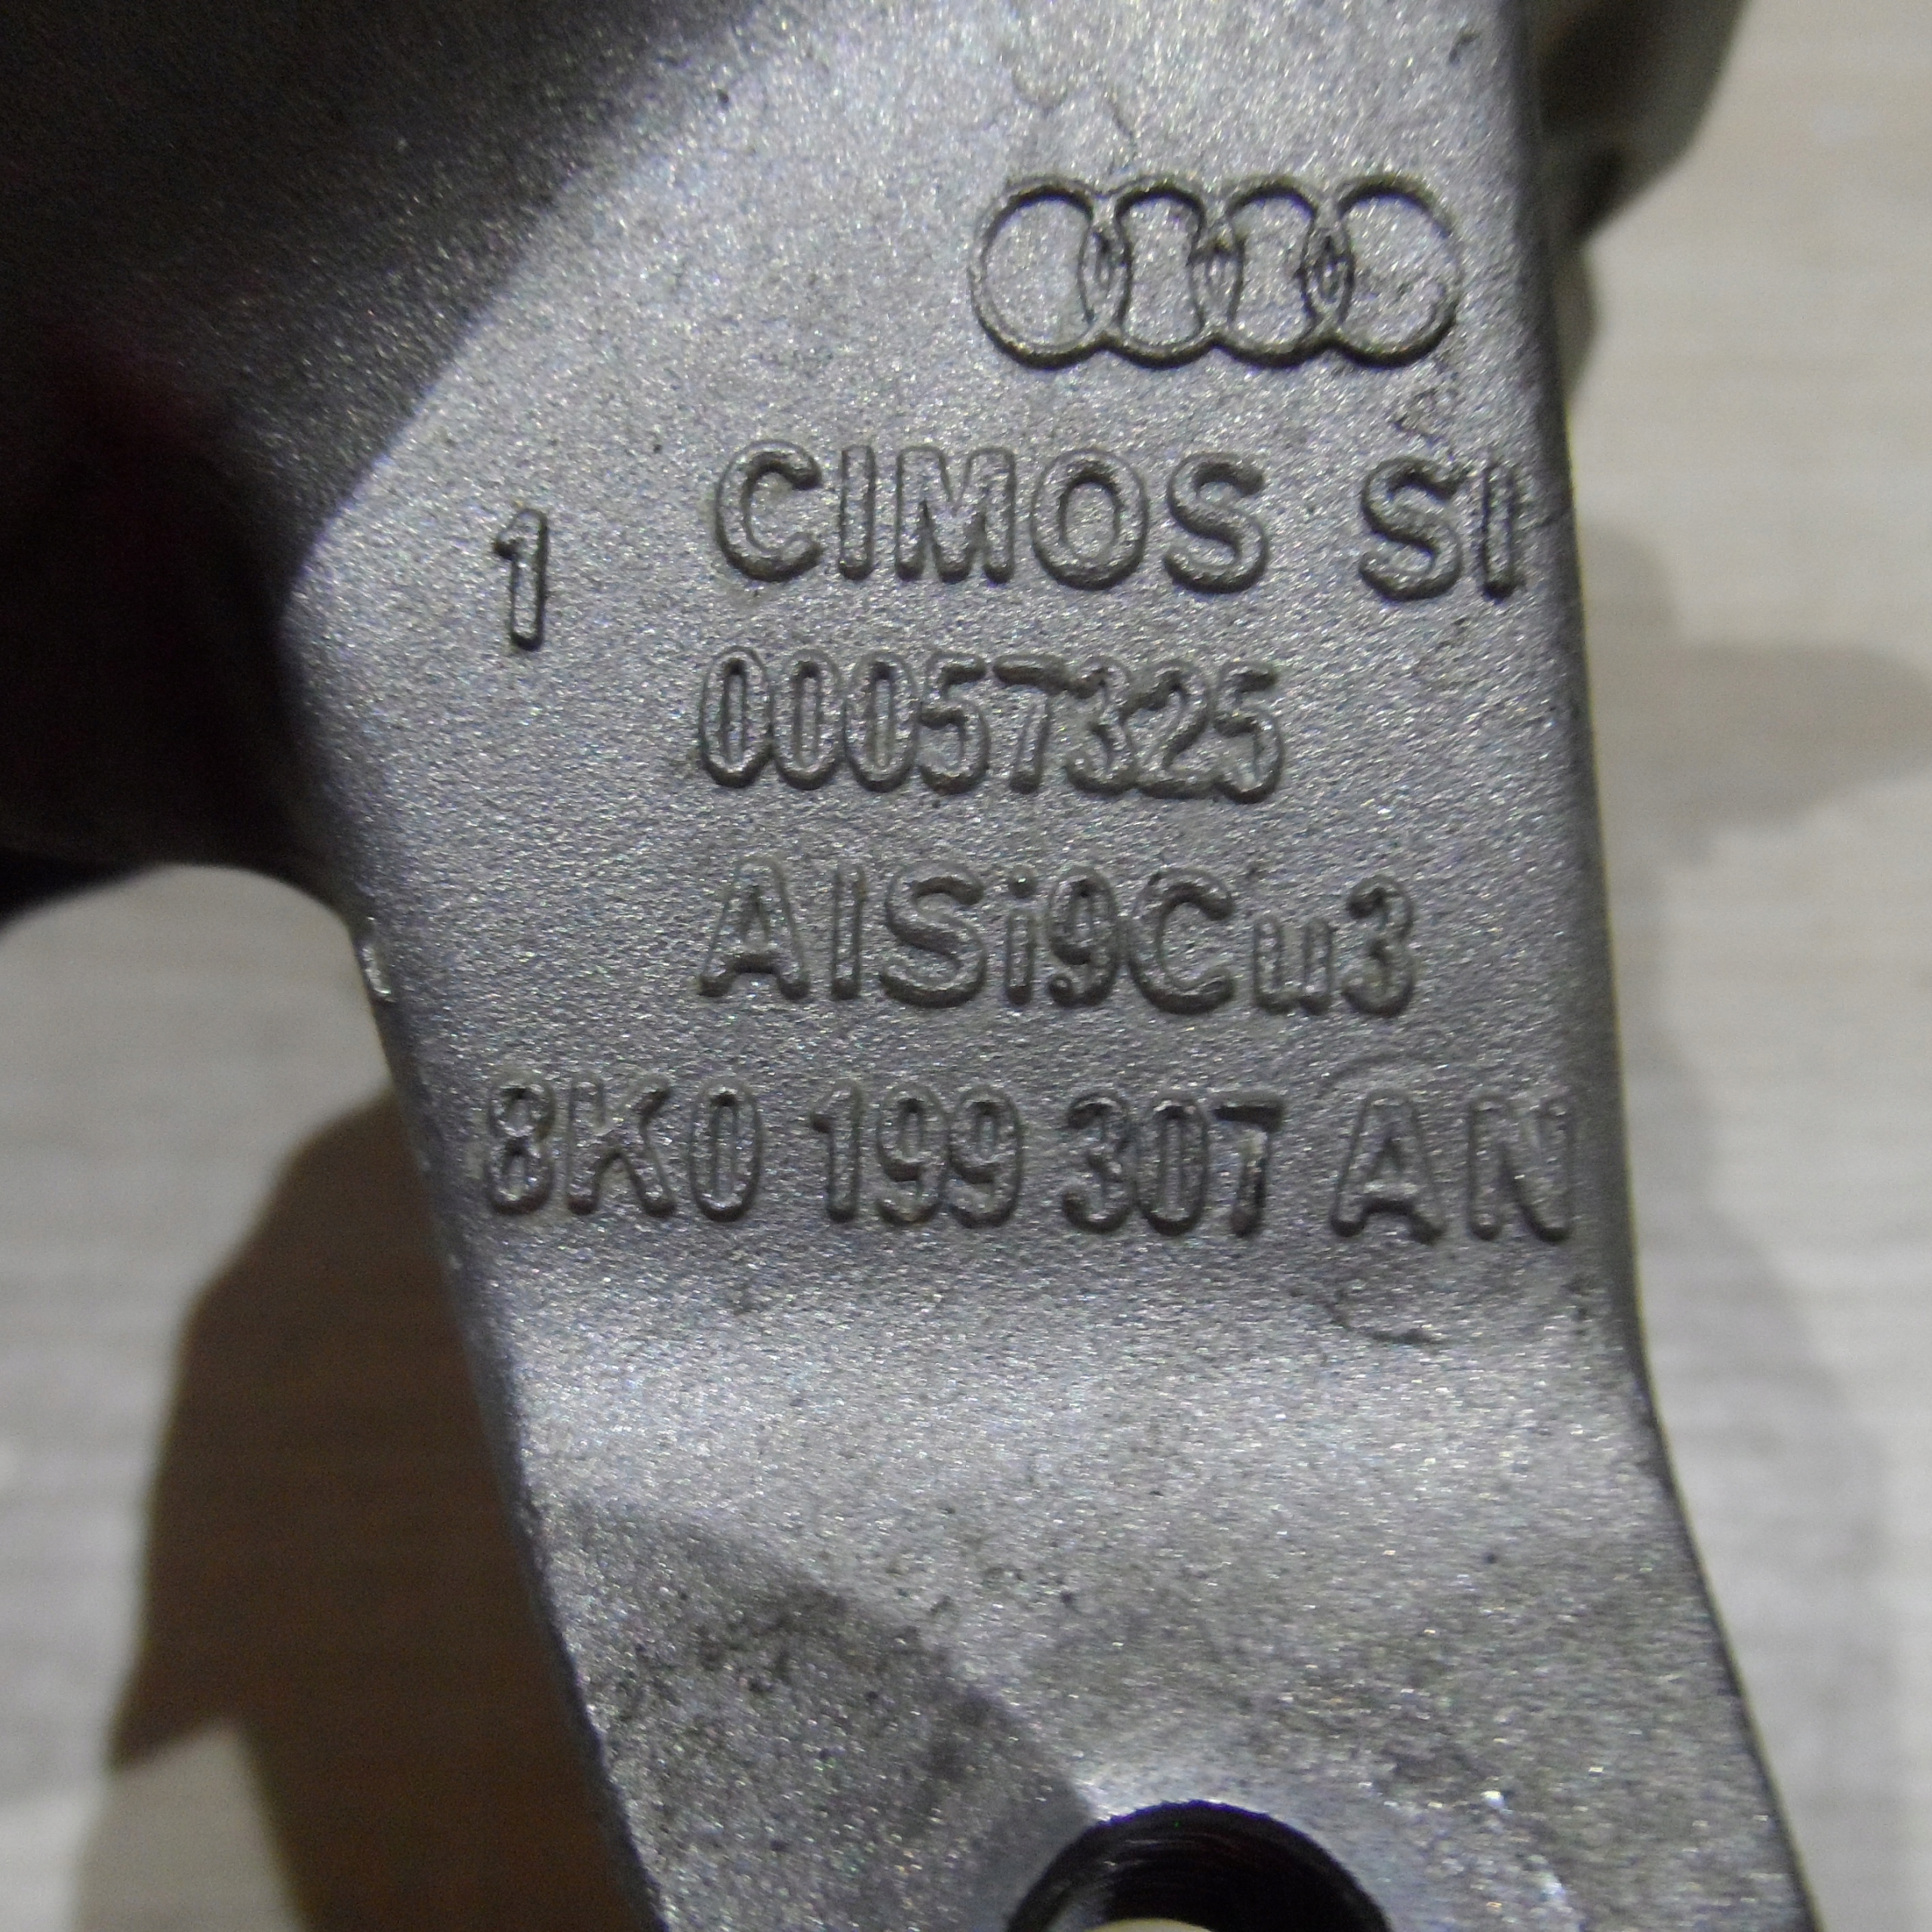 CIMOS SI
1
00057325
AlSi9Cu3
8K0 199 307 AN